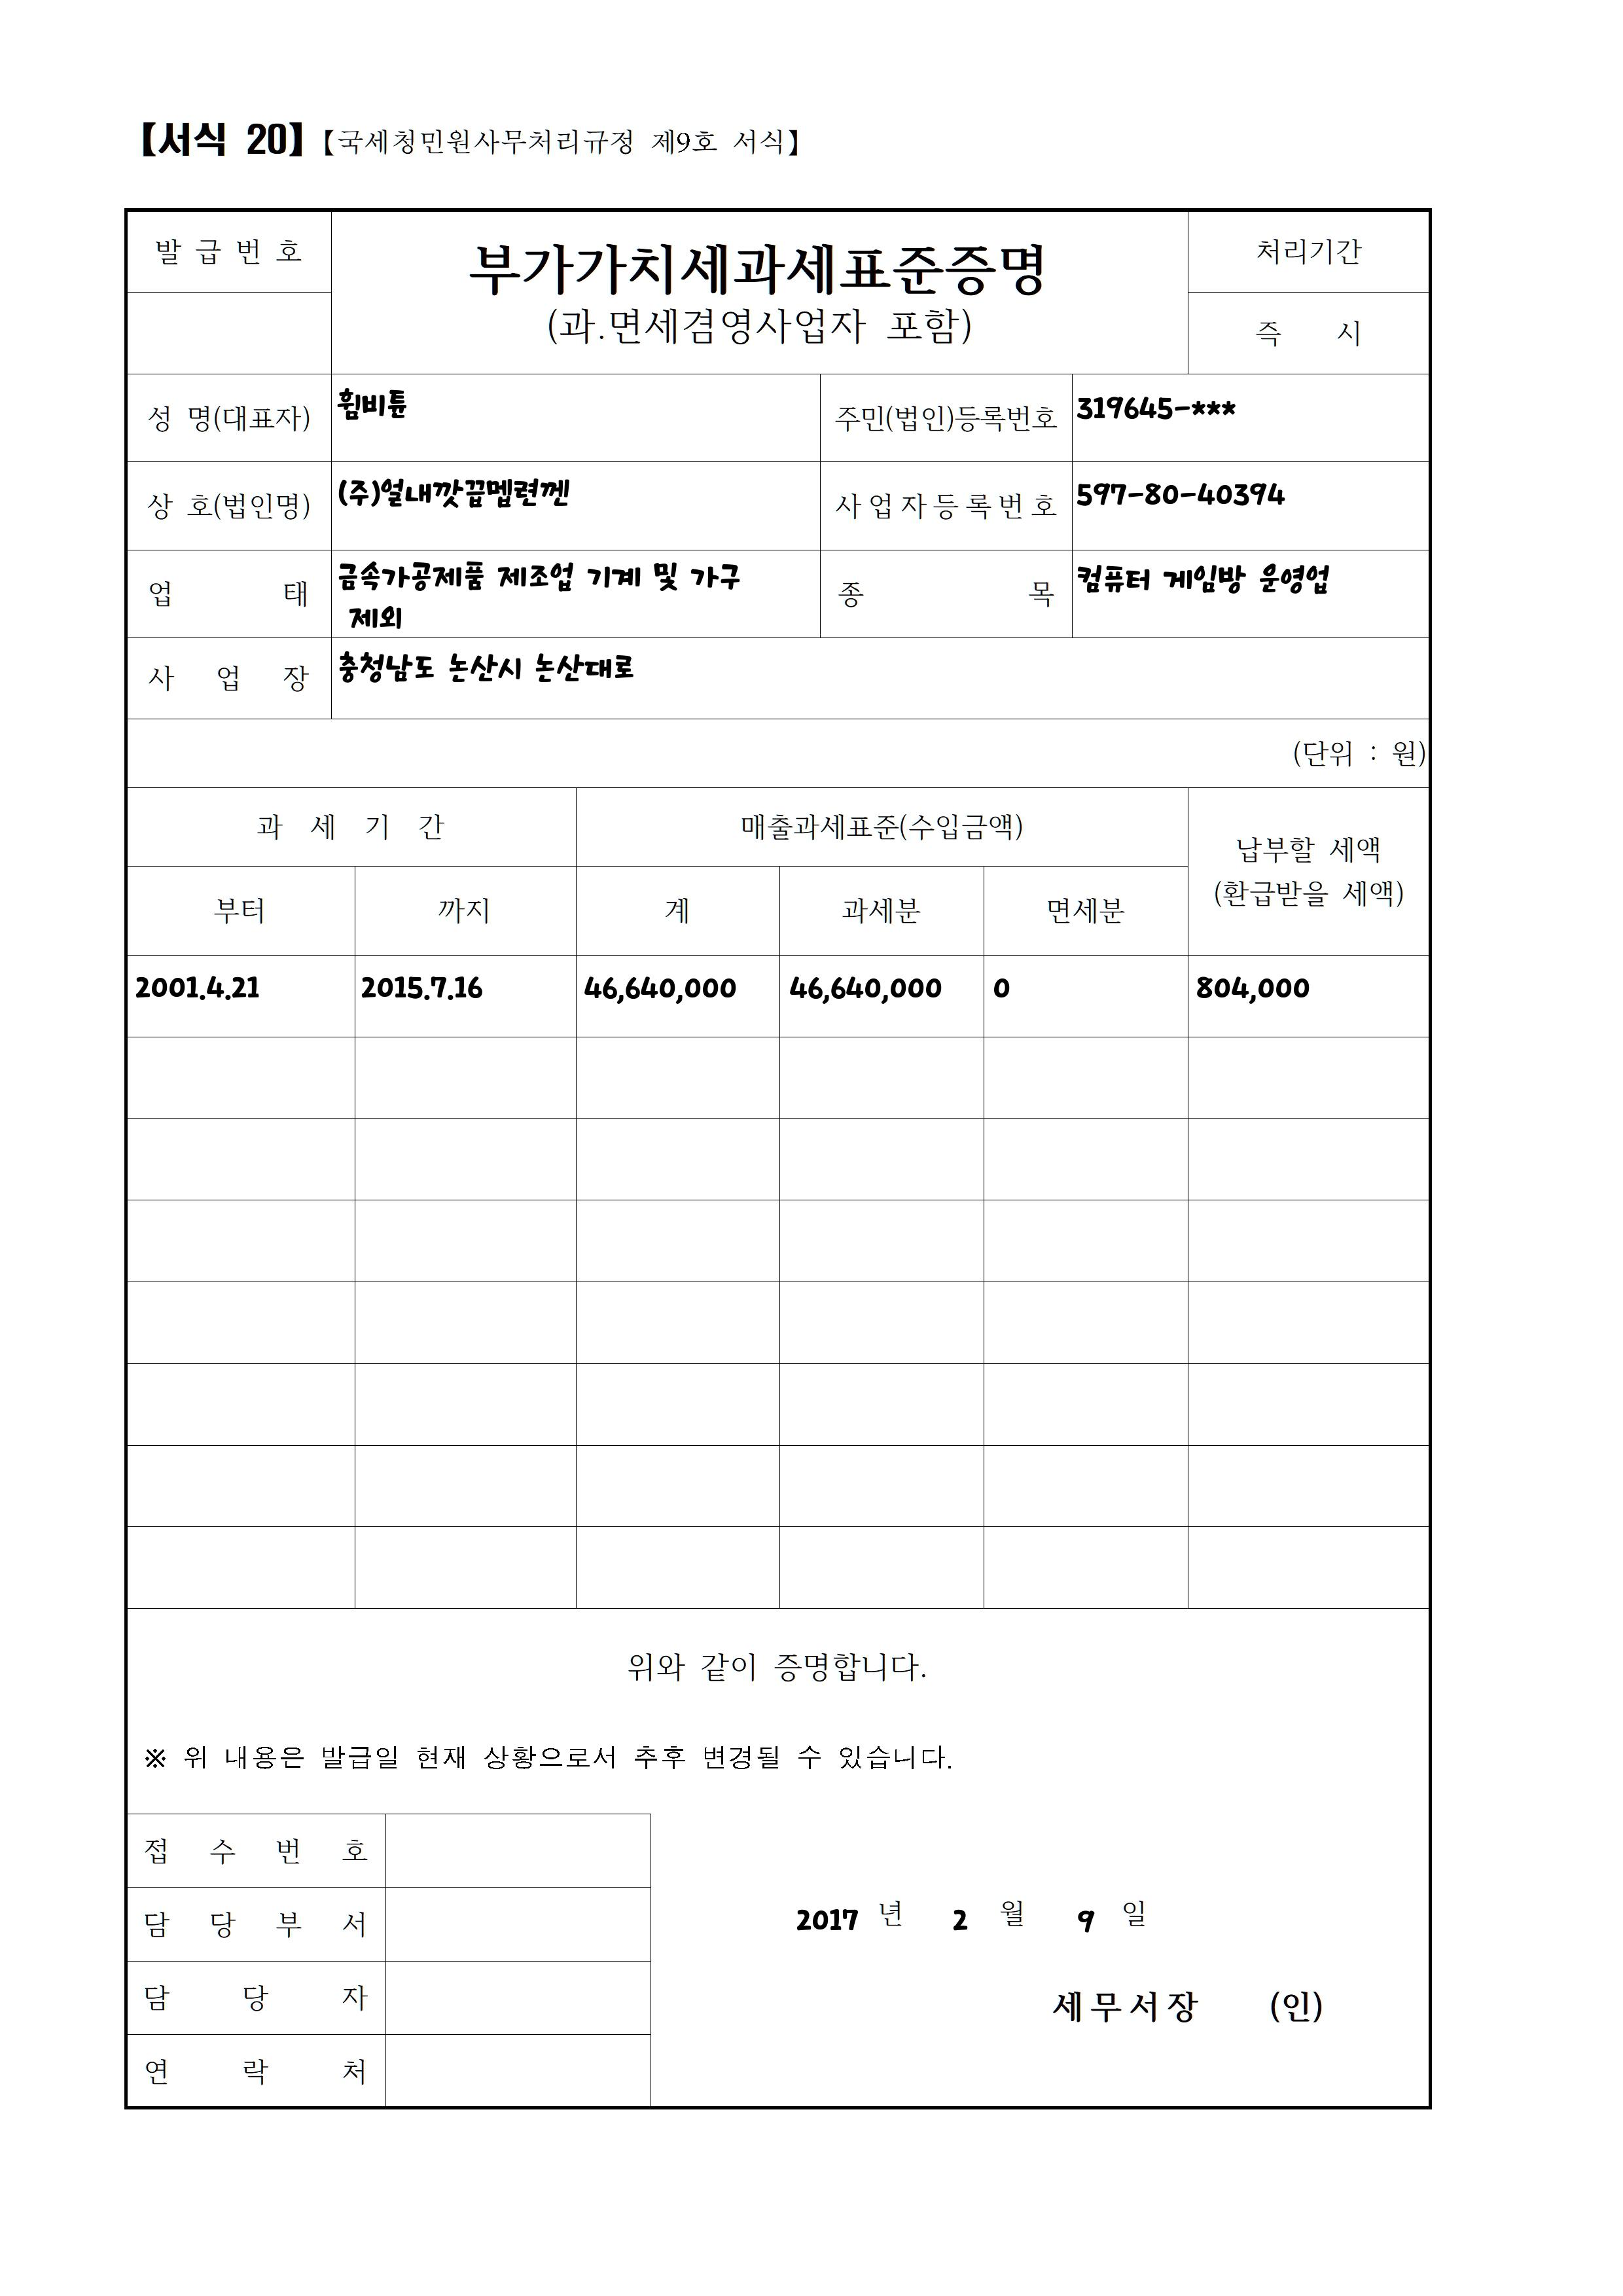 【서식 20】【국세청민원사무처리규정 제9호 서식】
발 급 번 호
부가가치세과세표준증명
(과.면세겸영사업자 포함)
처리기간
즉 시
성 명(대표자) 휨비튠 주민(법인)등록번호 319645-***
상 호(법인명) (주)얼내깟끕멥련껜 사업자등록번호 597-80-40394
업 태 금속가공제품 제조업 기계 및 가구
제외
종 목 컴퓨터 게임방 운영업
사 업 장 충청남도 논산시 논산대로
(단위 : 원)
과 세 기 간 매출과세표준(수입금액) 납부할 세액
(환급받을 세액)
부터 까지 계 과세분 면세분
2001.4.21 2015.7.16 46,640,000 46,640,000 0 804,000
위와 같이 증명합니다.
※ 위 내용은 발급일 현재 상황으로서 추후 변경될 수 있습니다.
접 수 번 호
담 당 부 서
2017 년 2 월 9 일
담 당 자
세무서장 (인)
연 락 처